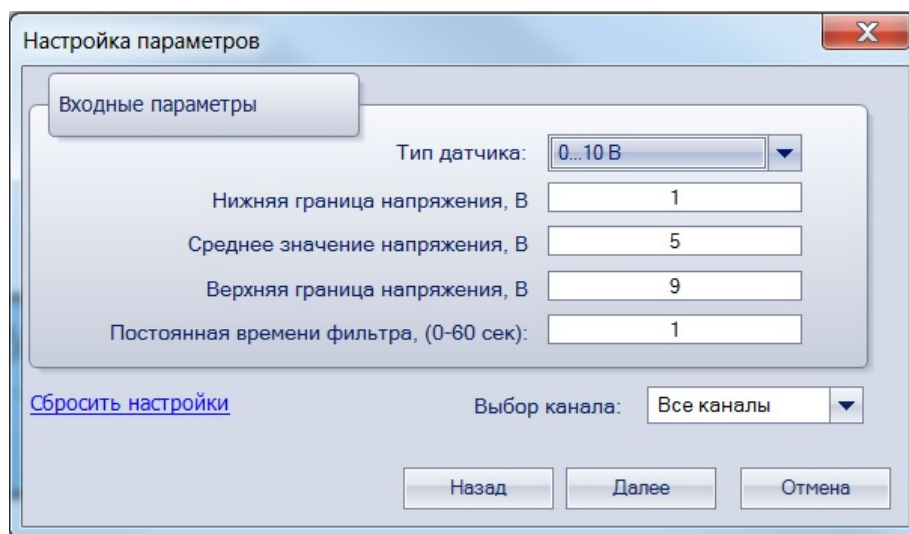 Настройка параметров
Входные параметры
Тип датчика: 0...10 В
Нижняя граница напряжения, В 1
Среднее значение напряжения, В 5
Верхняя граница напряжения, В 9
Постоянная времени фильтра, (0-60 сек): 1
Сбросить настройки Выбор канала: Все каналы
Назад Далее Отмена